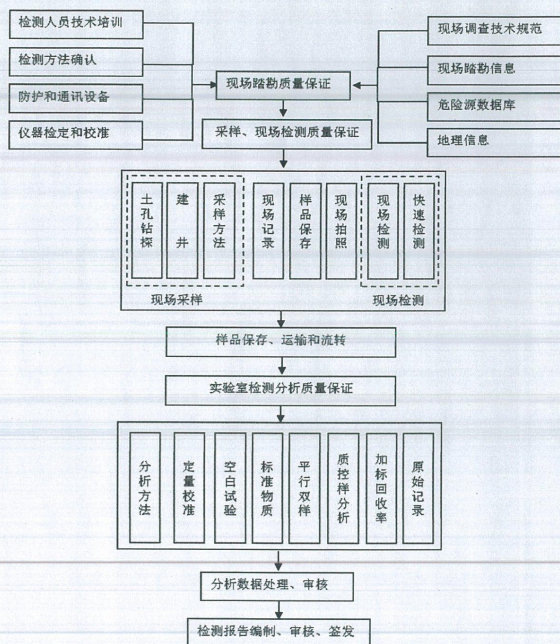 检测人员技术培训
检测方法确认
防护和通讯设备
仪器检定和校准
现场调查技术规范
现场踏勘信息
危险源数据库
地理信息
现场踏勘质量保证
采样、现场检测质量保证
土孔钻探
建井
采样方法
现场记录
样品保存
现场拍照
现场检测
快速检测
现场采样
现场检测
样品保存、运输和流转
实验室检测分析质量保证
分析方法
定量校准
空白试验
标准物质
平行双样
质控样分析
加标回收率
原始记录
分析数据处理、审核
检测报告编制、审核、签发